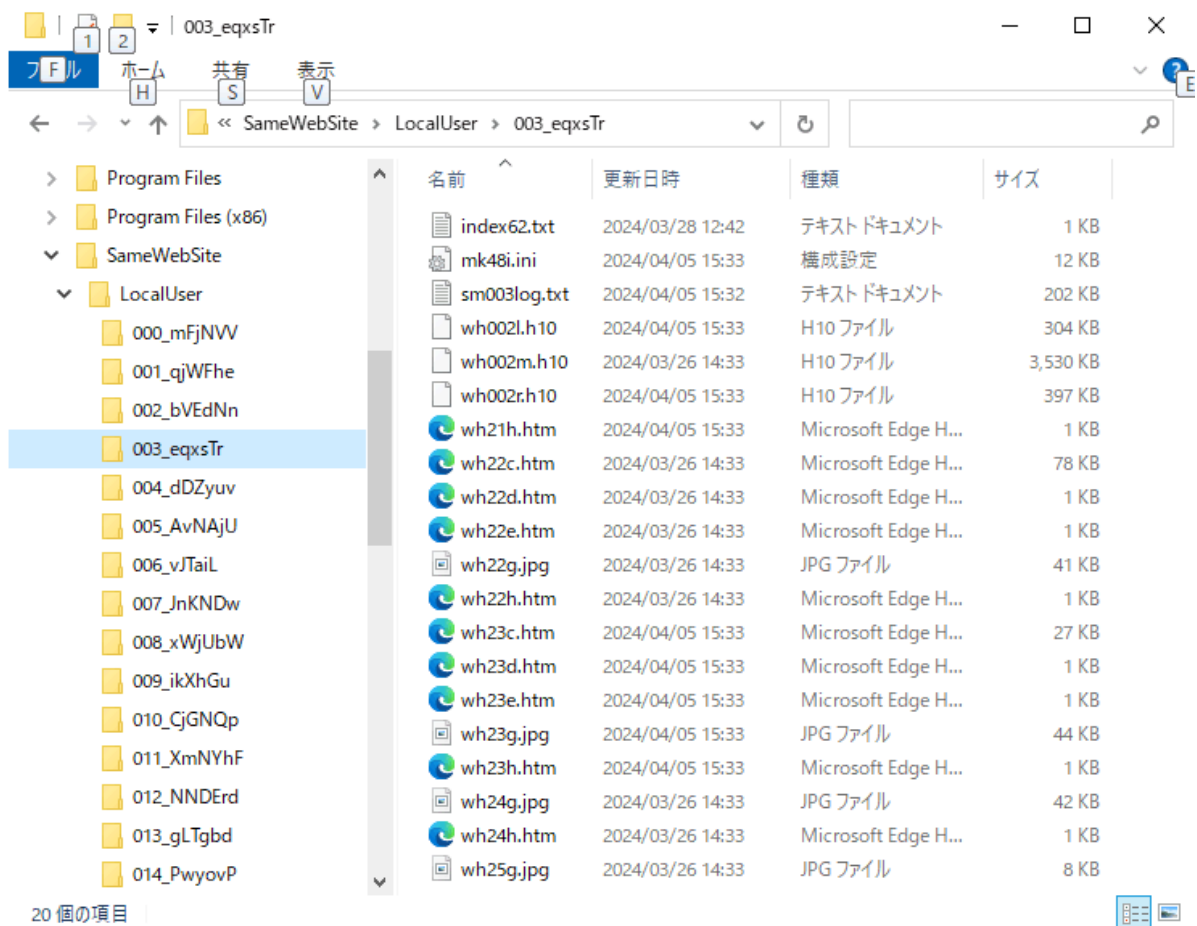 003_eqxsTr
1 2
ファイル ホーム 共有 表示
F H S V E
« SameWebSite › LocalUser › 003_eqxsTr
Program Files
Program Files (x86)
SameWebSite
LocalUser
000_mFjNVV
001_qjWFhe
002_bVEdNn
003_eqxsTr
004_dDZyuv
005_AvNAjU
006_vJTaiL
007_JnKNDw
008_xWjUbW
009_ikXhGu
010_CjGNQp
011_XmNYhF
012_NNDErd
013_gLTgbd
014_PwyovP
名前 更新日時 種類 サイズ
index62.txt 2024/03/28 12:42 テキスト ドキュメント 1 KB
mk48i.ini 2024/04/05 15:33 構成設定 12 KB
sm003log.txt 2024/04/05 15:32 テキスト ドキュメント 202 KB
wh002l.h10 2024/04/05 15:33 H10 ファイル 304 KB
wh002m.h10 2024/03/26 14:33 H10 ファイル 3,530 KB
wh002r.h10 2024/04/05 15:33 H10 ファイル 397 KB
wh21h.htm 2024/04/05 15:33 Microsoft Edge H... 1 KB
wh22c.htm 2024/03/26 14:33 Microsoft Edge H... 78 KB
wh22d.htm 2024/03/26 14:33 Microsoft Edge H... 1 KB
wh22e.htm 2024/03/26 14:33 Microsoft Edge H... 1 KB
wh22g.jpg 2024/03/26 14:33 JPG ファイル 41 KB
wh22h.htm 2024/03/26 14:33 Microsoft Edge H... 1 KB
wh23c.htm 2024/04/05 15:33 Microsoft Edge H... 27 KB
wh23d.htm 2024/04/05 15:33 Microsoft Edge H... 1 KB
wh23e.htm 2024/04/05 15:33 Microsoft Edge H... 1 KB
wh23g.jpg 2024/04/05 15:33 JPG ファイル 44 KB
wh23h.htm 2024/04/05 15:33 Microsoft Edge H... 1 KB
wh24g.jpg 2024/03/26 14:33 JPG ファイル 42 KB
wh24h.htm 2024/03/26 14:33 Microsoft Edge H... 1 KB
wh25g.jpg 2024/03/26 14:33 JPG ファイル 8 KB
20 個の項目